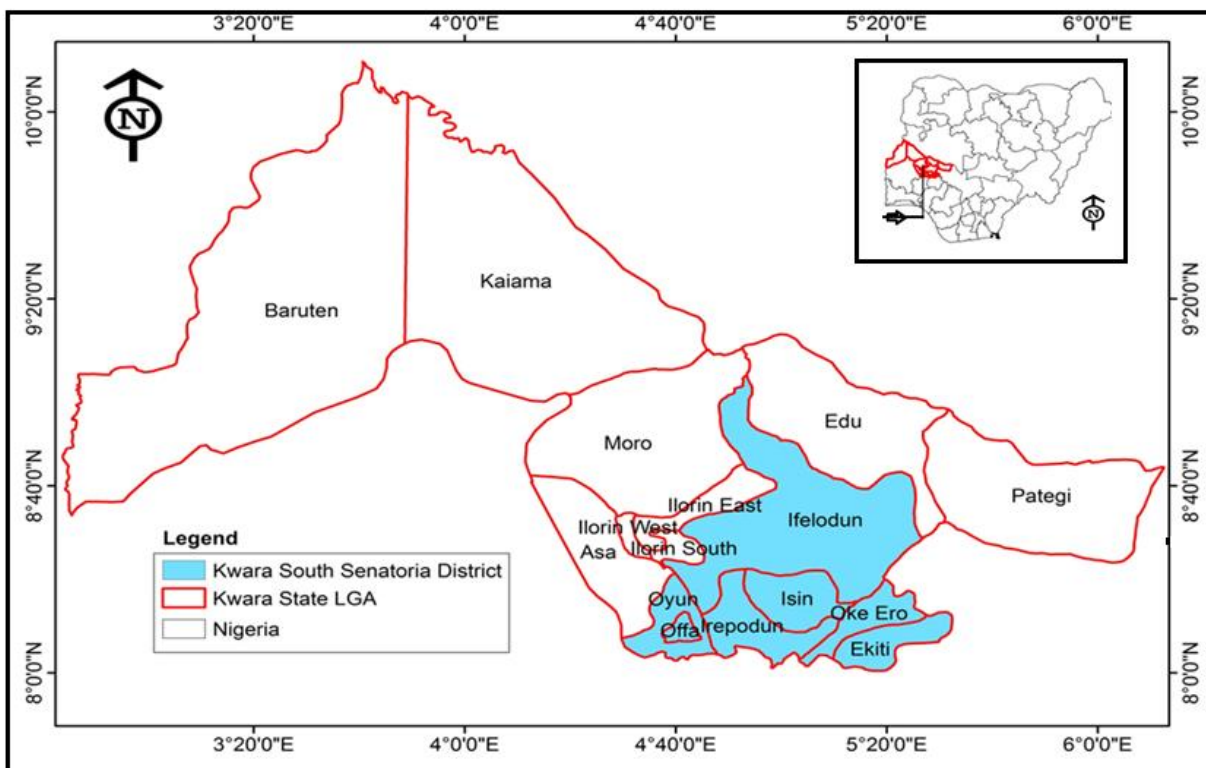 3°20'0"E 4°0'0"E 4°40'0"E 5°20'0"E 6°0'0"E
10°0'0"N
10°0'0"N
N
N
9°20'0"N
9°20'0"N
Kaiama
Baruten
Edu
Moro
8°40'0"N
8°40'0"N
Pategi
Ilorin East
Ifelodun
Ilorin West
Asa
Ilorin South
Legend
Kwara South Senatoria District
Kwara State LGA
Nigeria
Oyun
Isin
Oke Ero
Offa
Irepodun
Ekiti
8°0'0"N
8°0'0"N
3°20'0"E 4°0'0"E 4°40'0"E 5°20'0"E 6°0'0"E